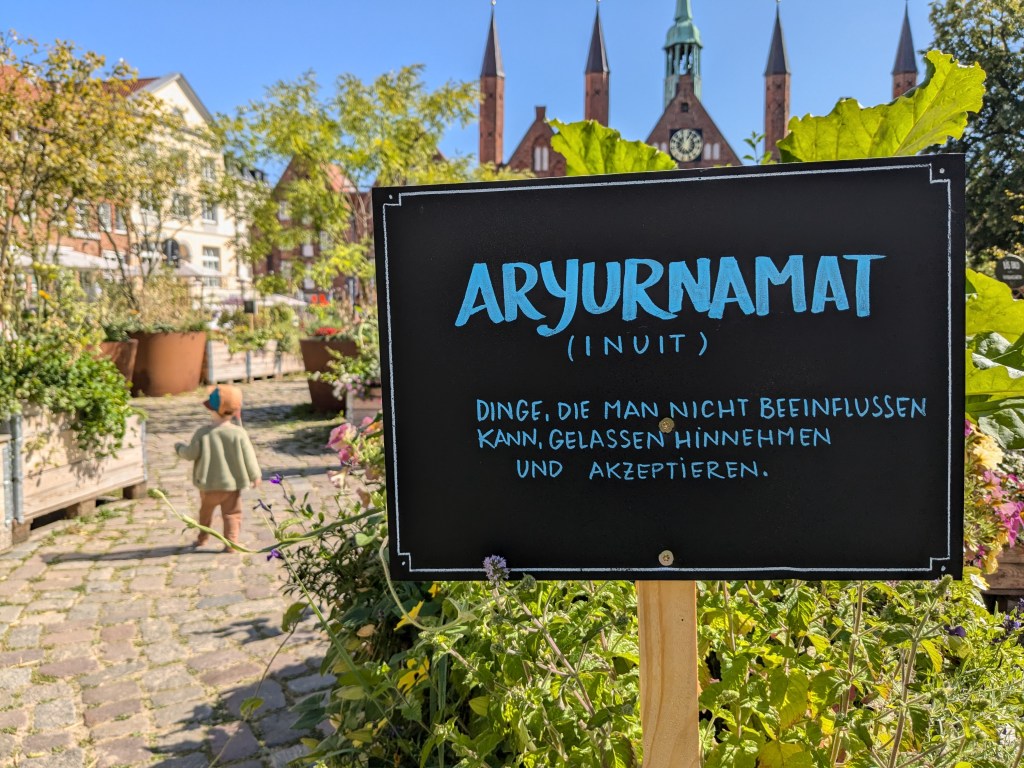 ARYURNAMAT
(INUIT)
DINGE, DIE MAN NICHT BEEINFLUSSEN
KANN, GELASSEN HINNEHMEN
UND AKZEPTIEREN.